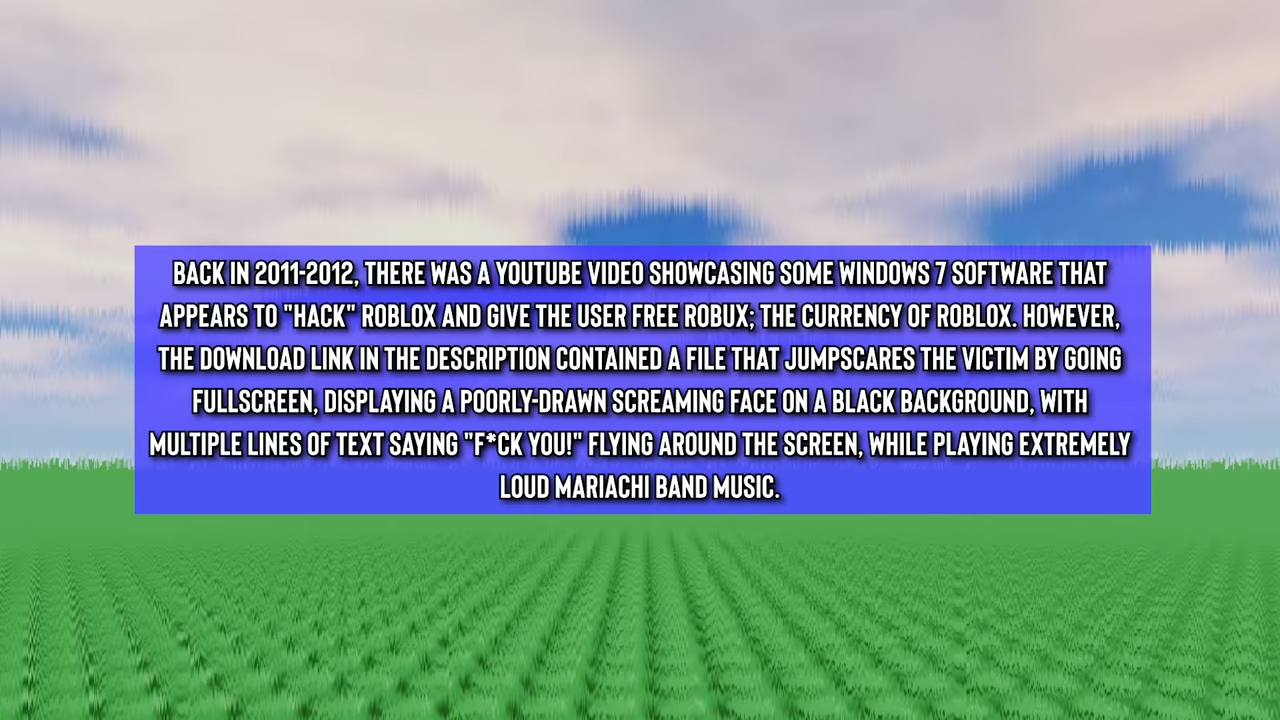 BACK IN 2011-2012, THERE WAS A YOUTUBE VIDEO SHOWCASING SOME WINDOWS 7 SOFTWARE THAT
APPEARS TO "HACK" ROBLOX AND GIVE THE USER FREE ROBUX; THE CURRENCY OF ROBLOX. HOWEVER,
THE DOWNLOAD LINK IN THE DESCRIPTION CONTAINED A FILE THAT JUMPSCARES THE VICTIM BY GOING
FULLSCREEN, DISPLAYING A POORLY-DRAWN SCREAMING FACE ON A BLACK BACKGROUND, WITH
MULTIPLE LINES OF TEXT SAYING "F*CK YOU!" FLYING AROUND THE SCREEN, WHILE PLAYING EXTREMELY
LOUD MARIACHI BAND MUSIC.